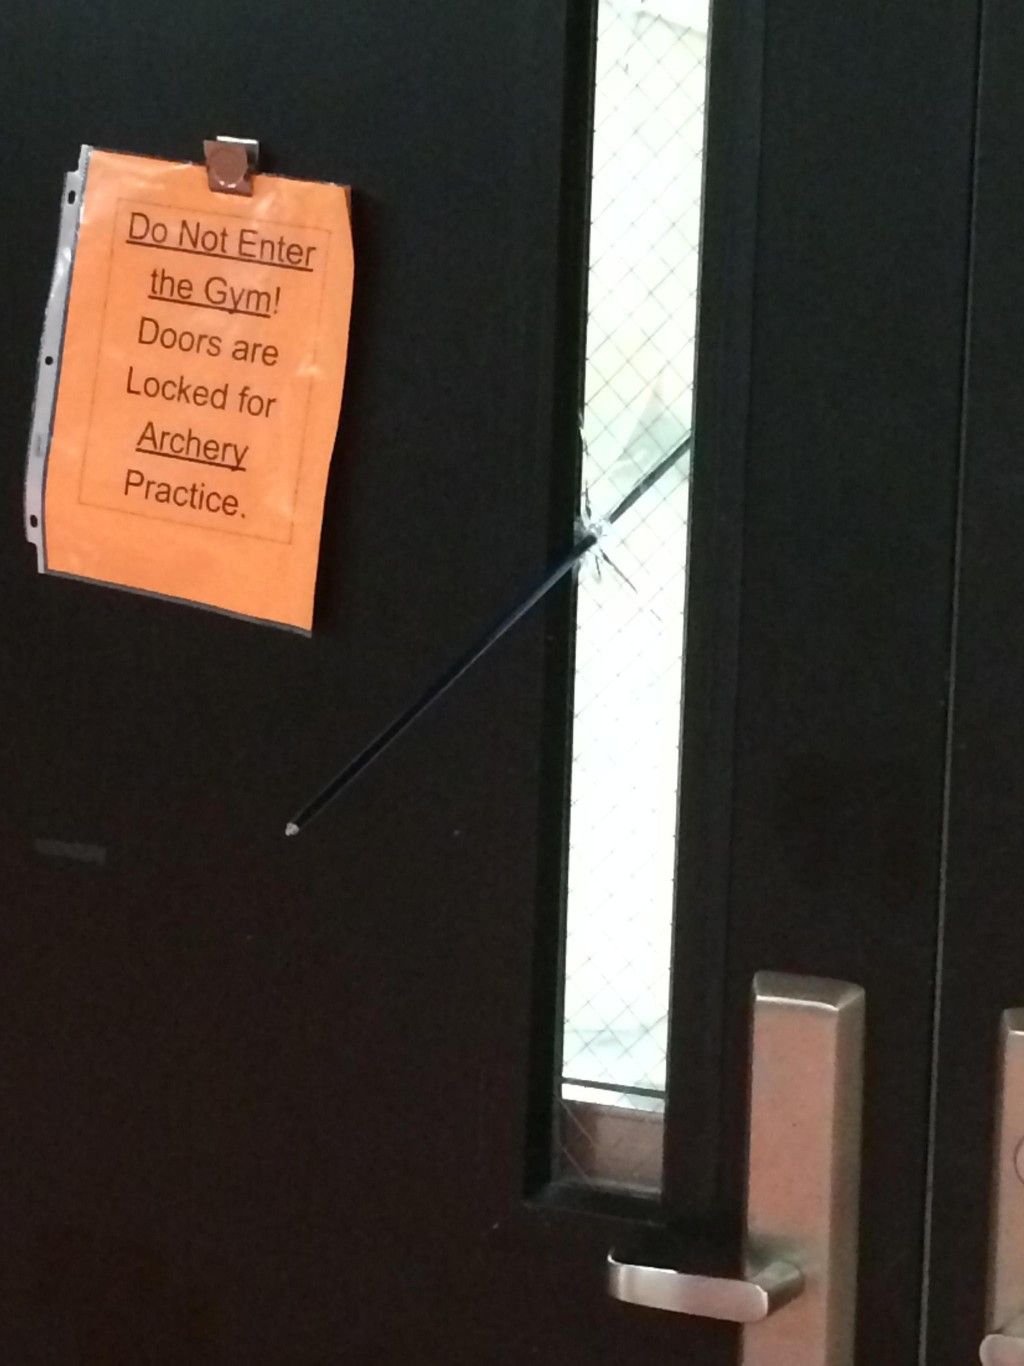 Do Not Enter
the Gym!
Doors are
Locked for
Archery
Practice.